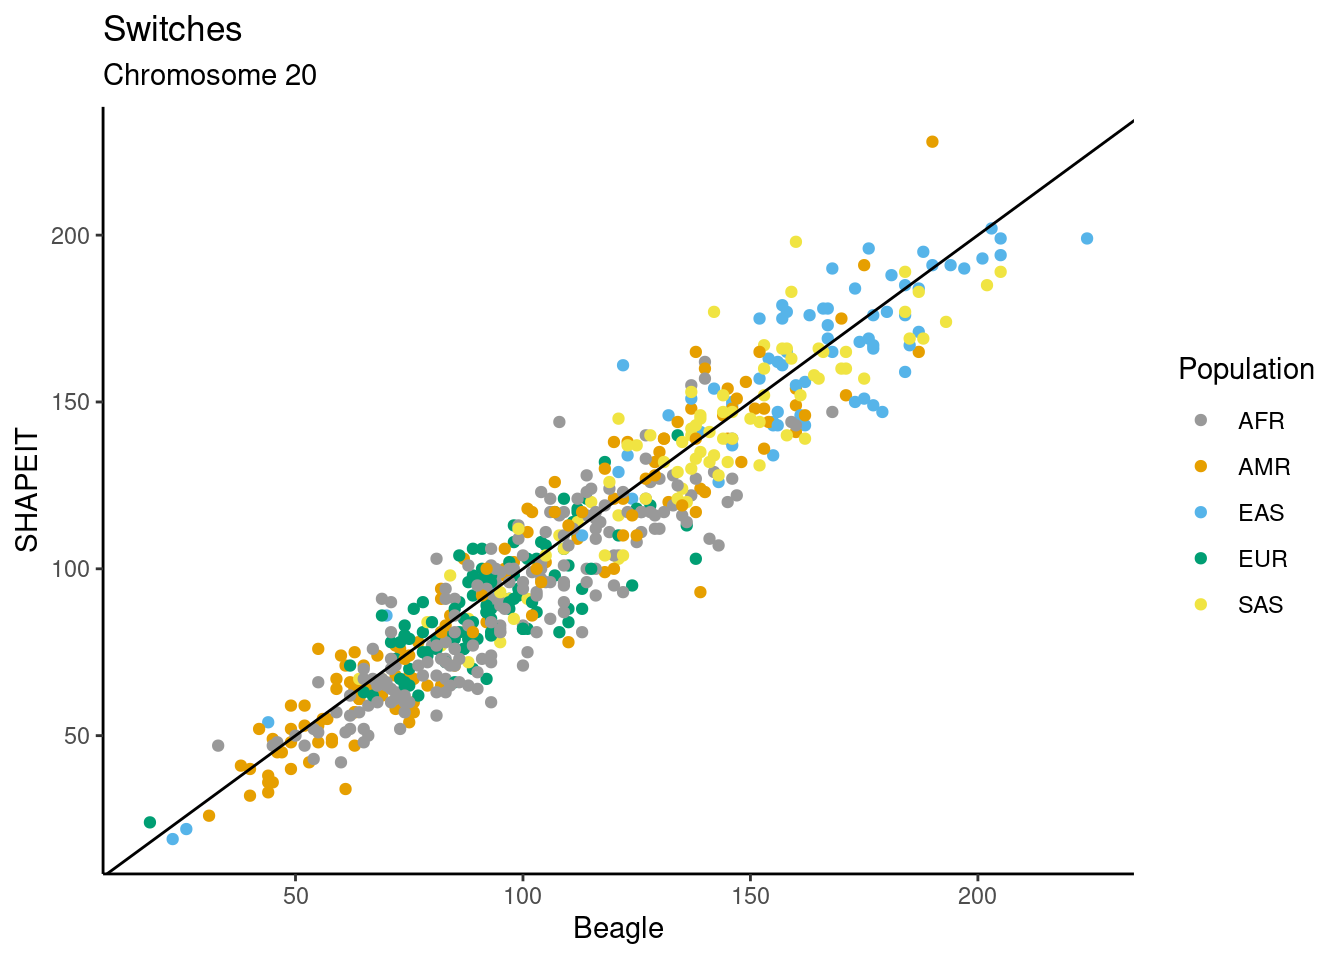 Switches
Chromosome 20
200
150
100
50
SHAPEIT
50
100
150
200
Beagle
Population
AFR
AMR
EAS
EUR
SAS